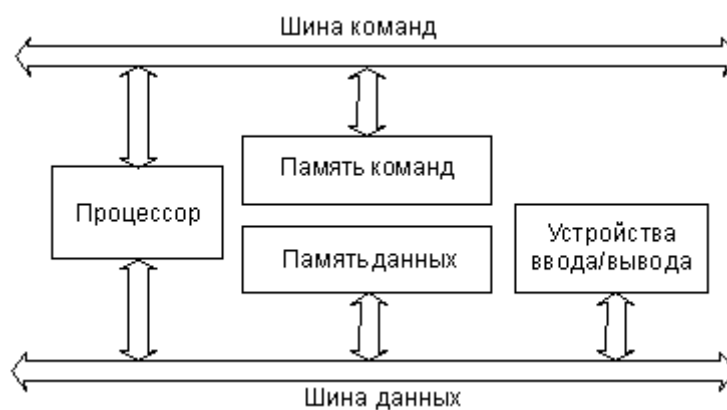 Шина команд
Память команд
Процессор
Память данных
Устройства
ввода/вывода
Шина данных